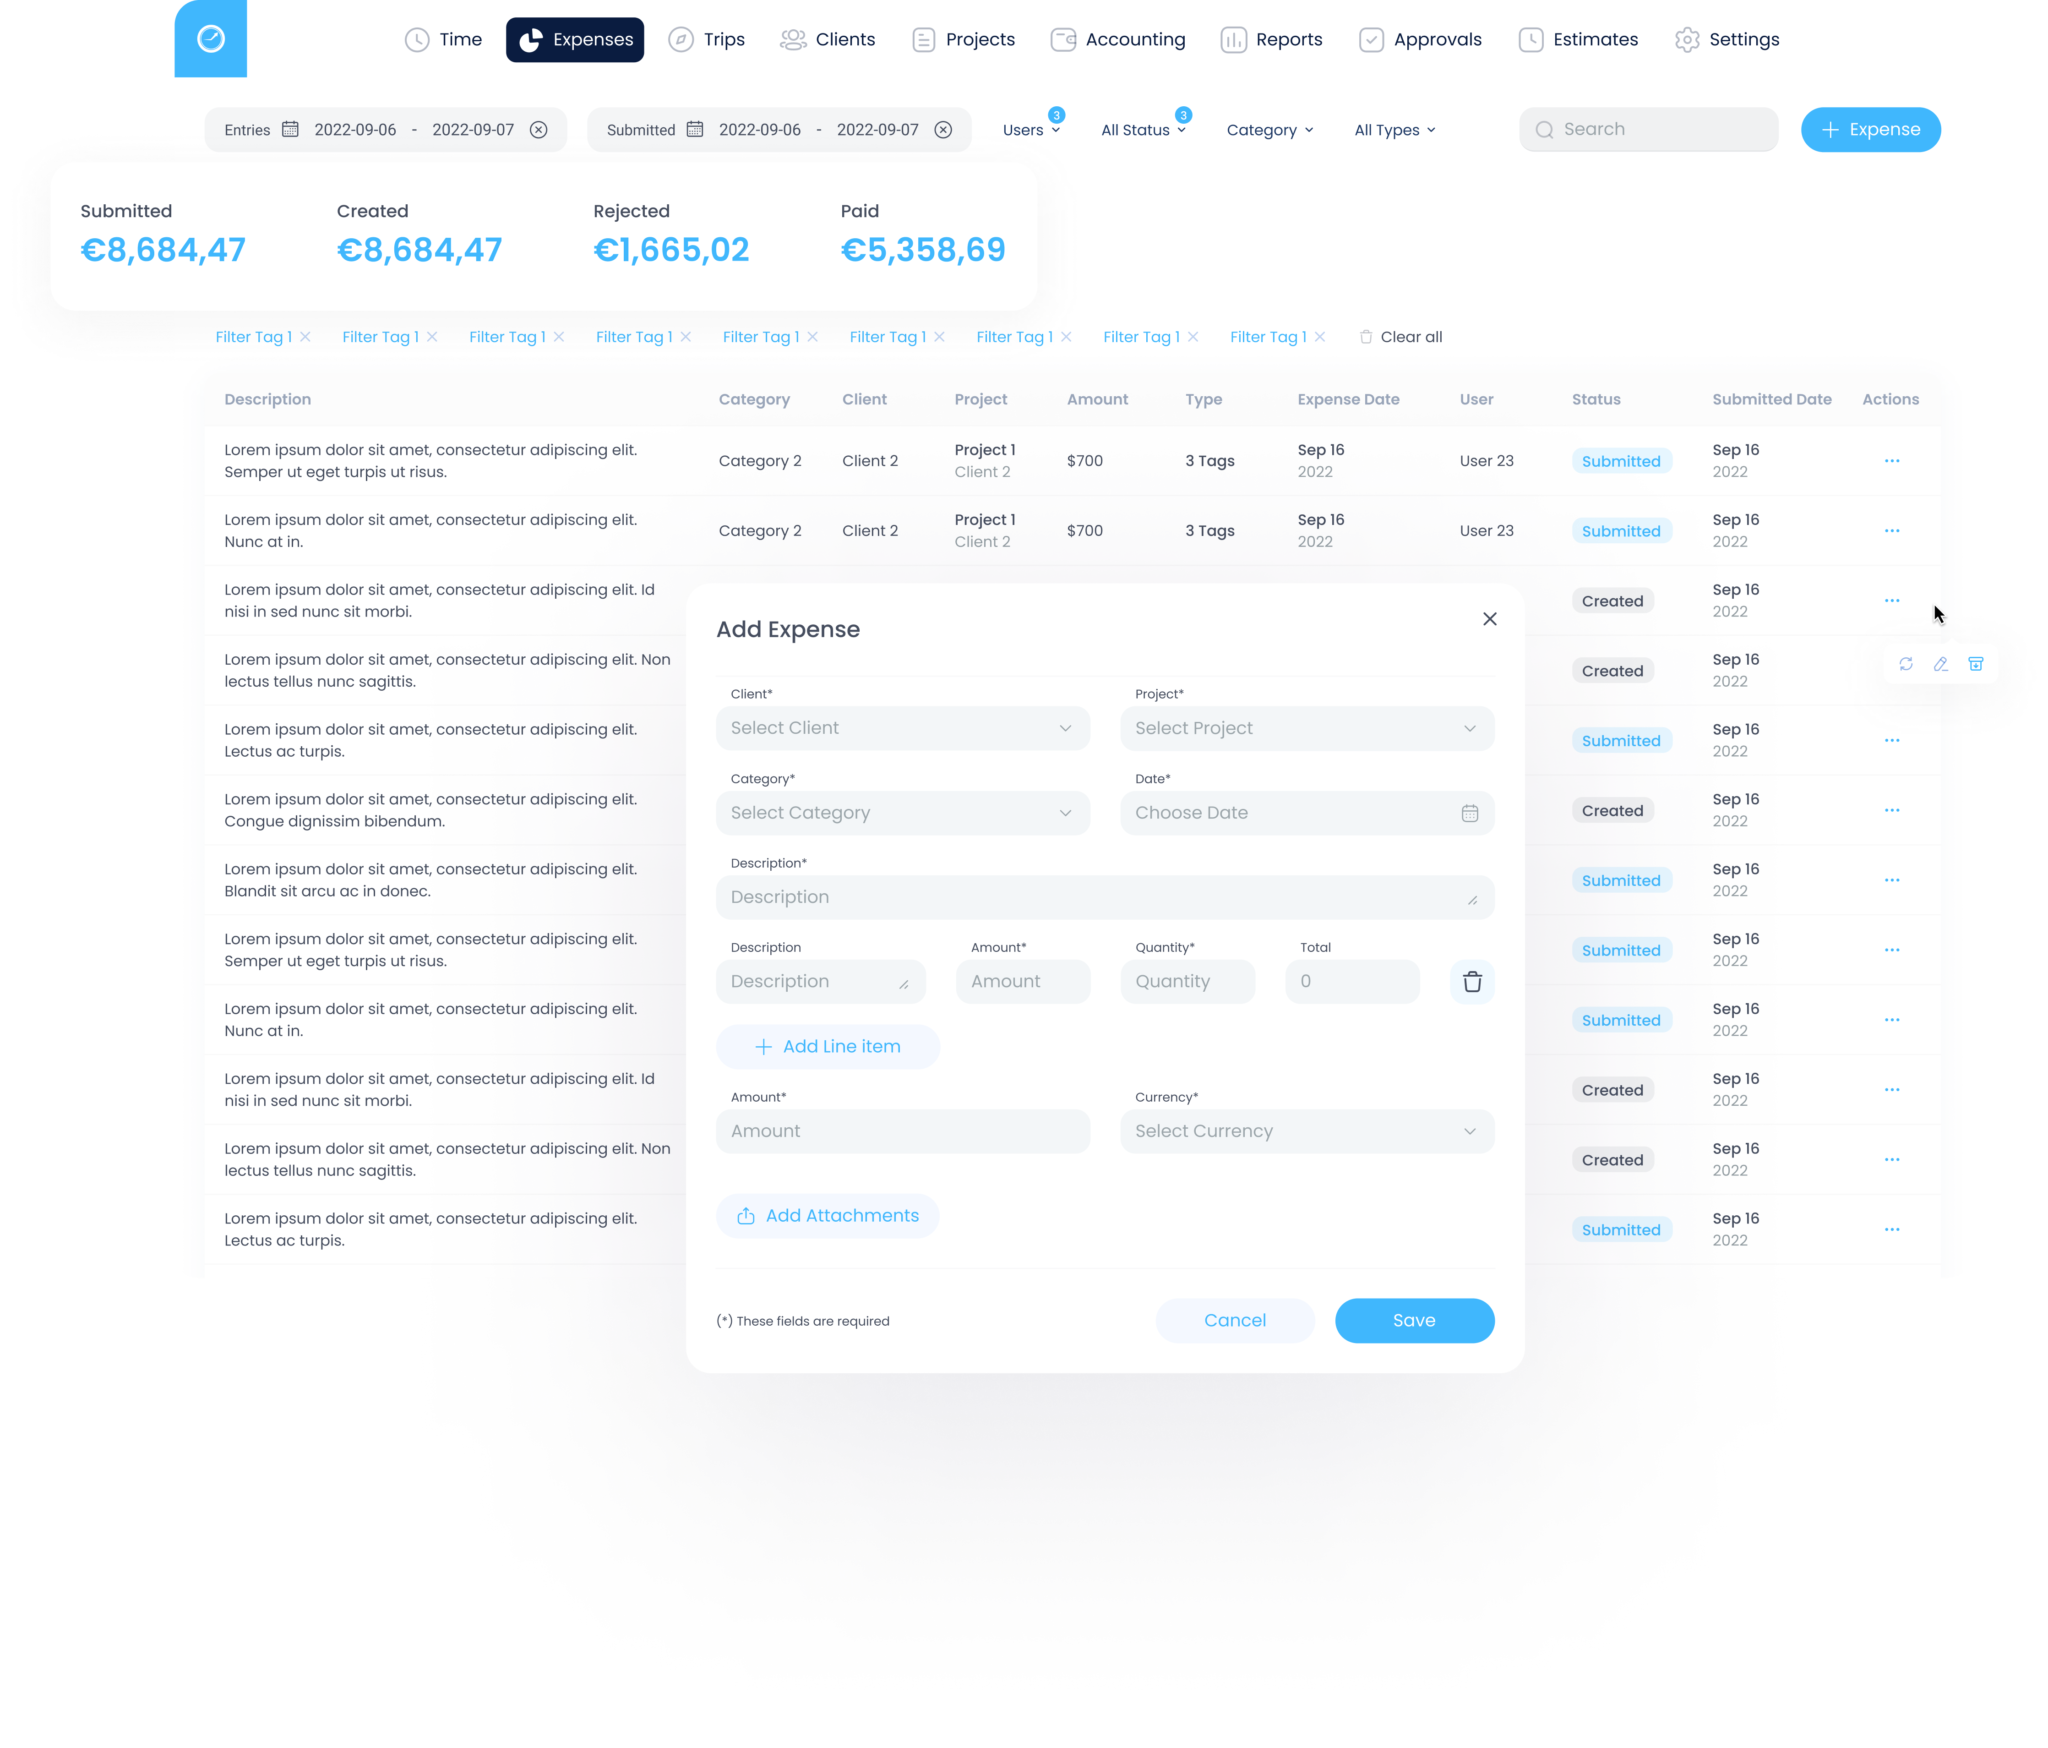 Time Expenses Trips Clients Projects Accounting Reports Approvals Estimates Settings
Entries 2022-09-06 - 2022-09-07 Submitted 2022-09-06 - 2022-09-07 Users 3 All Status 3 Category All Types Search + Expense
Submitted Created Rejected Paid
€8,684,47 €8,684,47 €1,665,02 €5,358,69
Filter Tag 1 Filter Tag 1 Filter Tag 1 Filter Tag 1 Filter Tag 1 Filter Tag 1 Filter Tag 1 Filter Tag 1 Filter Tag 1 Clear all
Description Category Client Project Amount Type Expense Date User Status Submitted Date Actions
Lorem ipsum dolor sit amet, consectetur adipiscing elit.
Semper ut eget turpis ut risus.
Category 2 Client 2
Project 1
Client 2
$700 3 Tags
Sep 16
2022
User 23 Submitted
Sep 16
2022
Lorem ipsum dolor sit amet, consectetur adipiscing elit.
Nunc at in.
Category 2 Client 2
Project 1
Client 2
$700 3 Tags
Sep 16
2022
User 23 Submitted
Sep 16
2022
Lorem ipsum dolor sit amet, consectetur adipiscing elit. Id
nisi in sed nunc sit morbi.
Created
Sep 16
2022
Lorem ipsum dolor sit amet, consectetur adipiscing elit. Non
lectus tellus nunc sagittis.
Created
Sep 16
2022
Lorem ipsum dolor sit amet, consectetur adipiscing elit.
Lectus ac turpis.
Submitted
Sep 16
2022
Lorem ipsum dolor sit amet, consectetur adipiscing elit.
Congue dignissim bibendum.
Created
Sep 16
2022
Lorem ipsum dolor sit amet, consectetur adipiscing elit.
Blandit sit arcu ac in donec.
Submitted
Sep 16
2022
Lorem ipsum dolor sit amet, consectetur adipiscing elit.
Semper ut eget turpis ut risus.
Submitted
Sep 16
2022
Lorem ipsum dolor sit amet, consectetur adipiscing elit.
Nunc at in.
Submitted
Sep 16
2022
Lorem ipsum dolor sit amet, consectetur adipiscing elit. Id
nisi in sed nunc sit morbi.
Created
Sep 16
2022
Lorem ipsum dolor sit amet, consectetur adipiscing elit. Non
lectus tellus nunc sagittis.
Created
Sep 16
2022
Lorem ipsum dolor sit amet, consectetur adipiscing elit.
Lectus ac turpis.
Submitted
Sep 16
2022
Add Expense
Client* Project*
Select Client Select Project
Category* Date*
Select Category Choose Date
Description*
Description
Description Amount* Quantity* Total
Description Amount Quantity 0
+ Add Line item
Amount* Currency*
Amount Select Currency
Add Attachments
(*) These fields are required Cancel Save